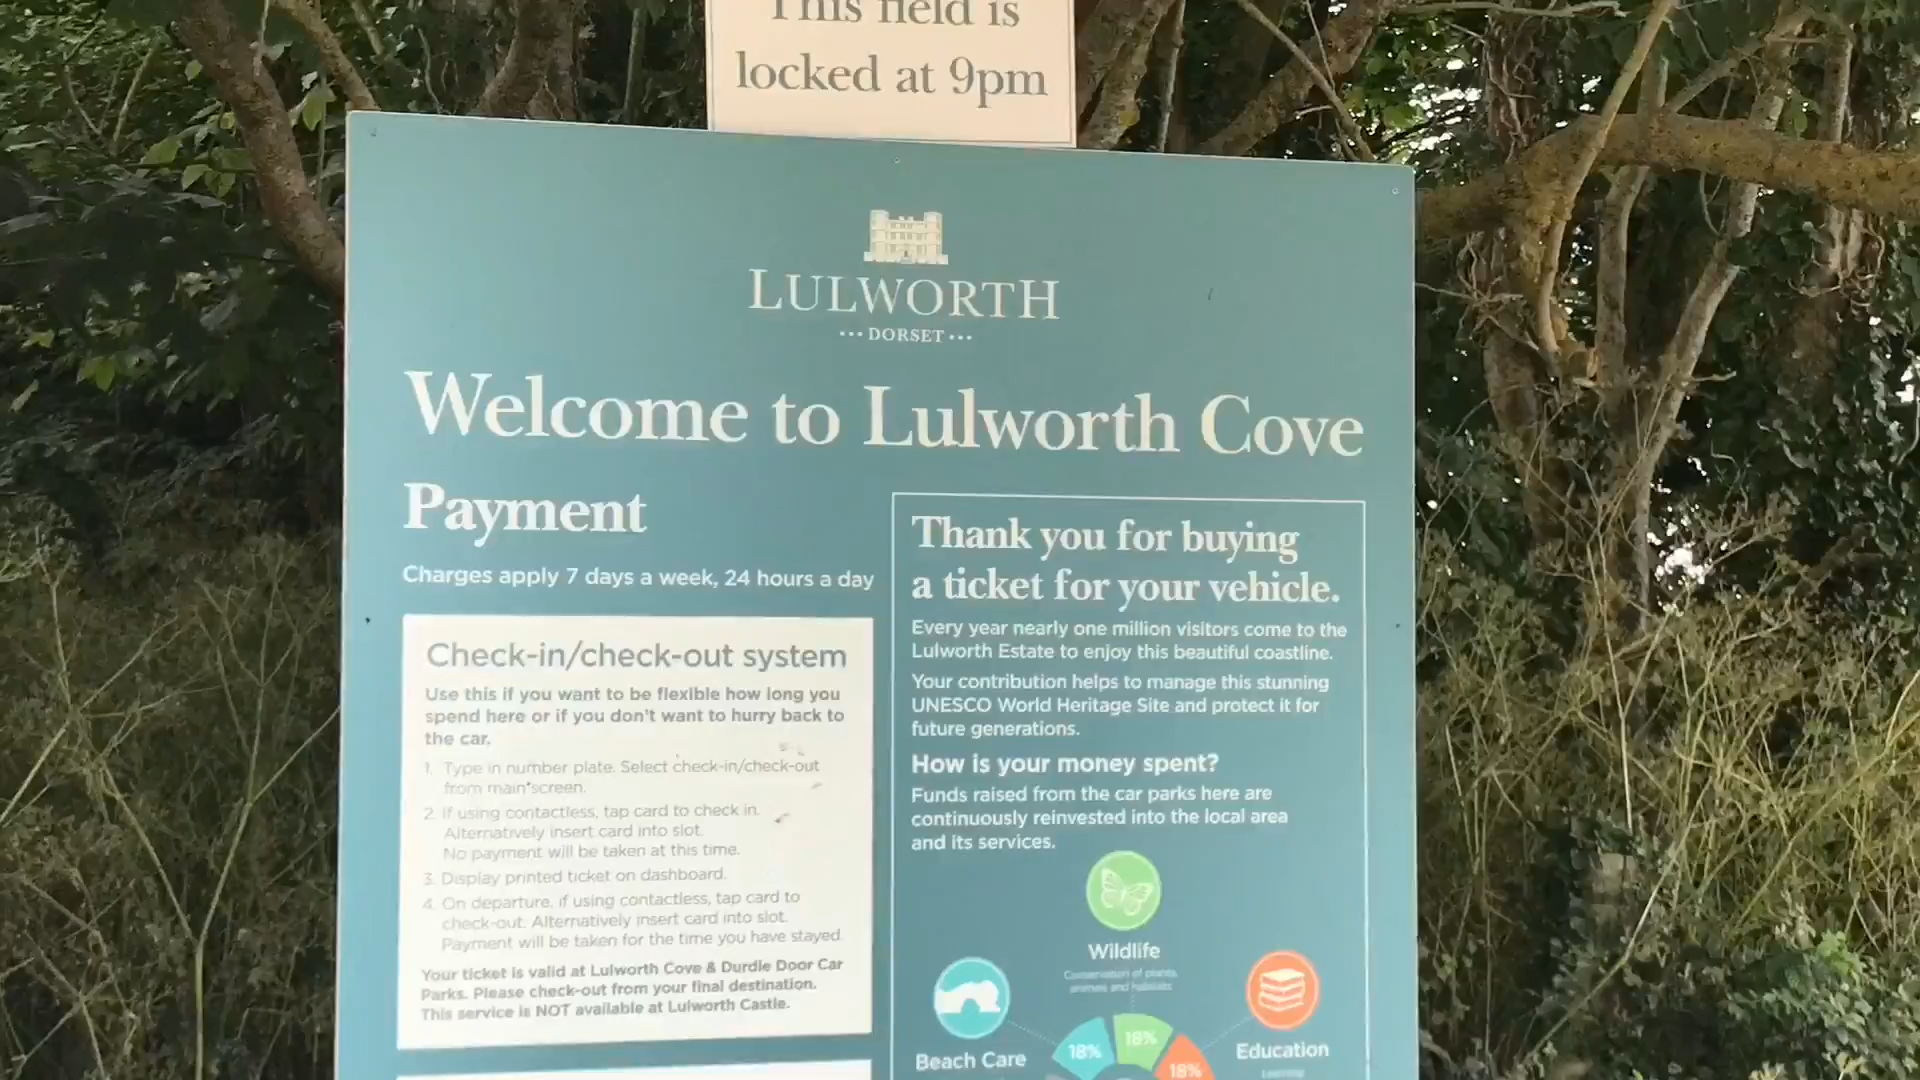 This field is
locked at 9pm
LULWORTH
••• DORSET •••
Welcome to Lulworth Cove
Payment
Charges apply 7 days a week, 24 hours a day
Check-in/check-out system
Use this if you want to be flexible how long you
spend here or if you don't want to hurry back to
the car.
1. Type in number plate. Select check-in/check-out
from main screen.
2. If using contactless, tap card to check in.
Alternatively insert card into slot.
No payment will be taken at this time.
3. Display printed ticket on dashboard.
4. On departure, if using contactless, tap card to
check-out. Alternatively insert card into slot.
Payment will be taken for the time you have stayed.
Your ticket is valid at Lulworth Cove & Durdle Door Car
Parks. Please check-out from your final destination.
This service is NOT available at Lulworth Castle.
Thank you for buying
a ticket for your vehicle.
Every year nearly one million visitors come to the
Lulworth Estate to enjoy this beautiful coastline.
Your contribution helps to manage this stunning
UNESCO World Heritage Site and protect it for
future generations.
How is your money spent?
Funds raised from the car parks here are
continuously reinvested into the local area
and its services.
Wildlife
Conservation of plants,
animals and habitats
Beach Care
18%
18%
18%
Education